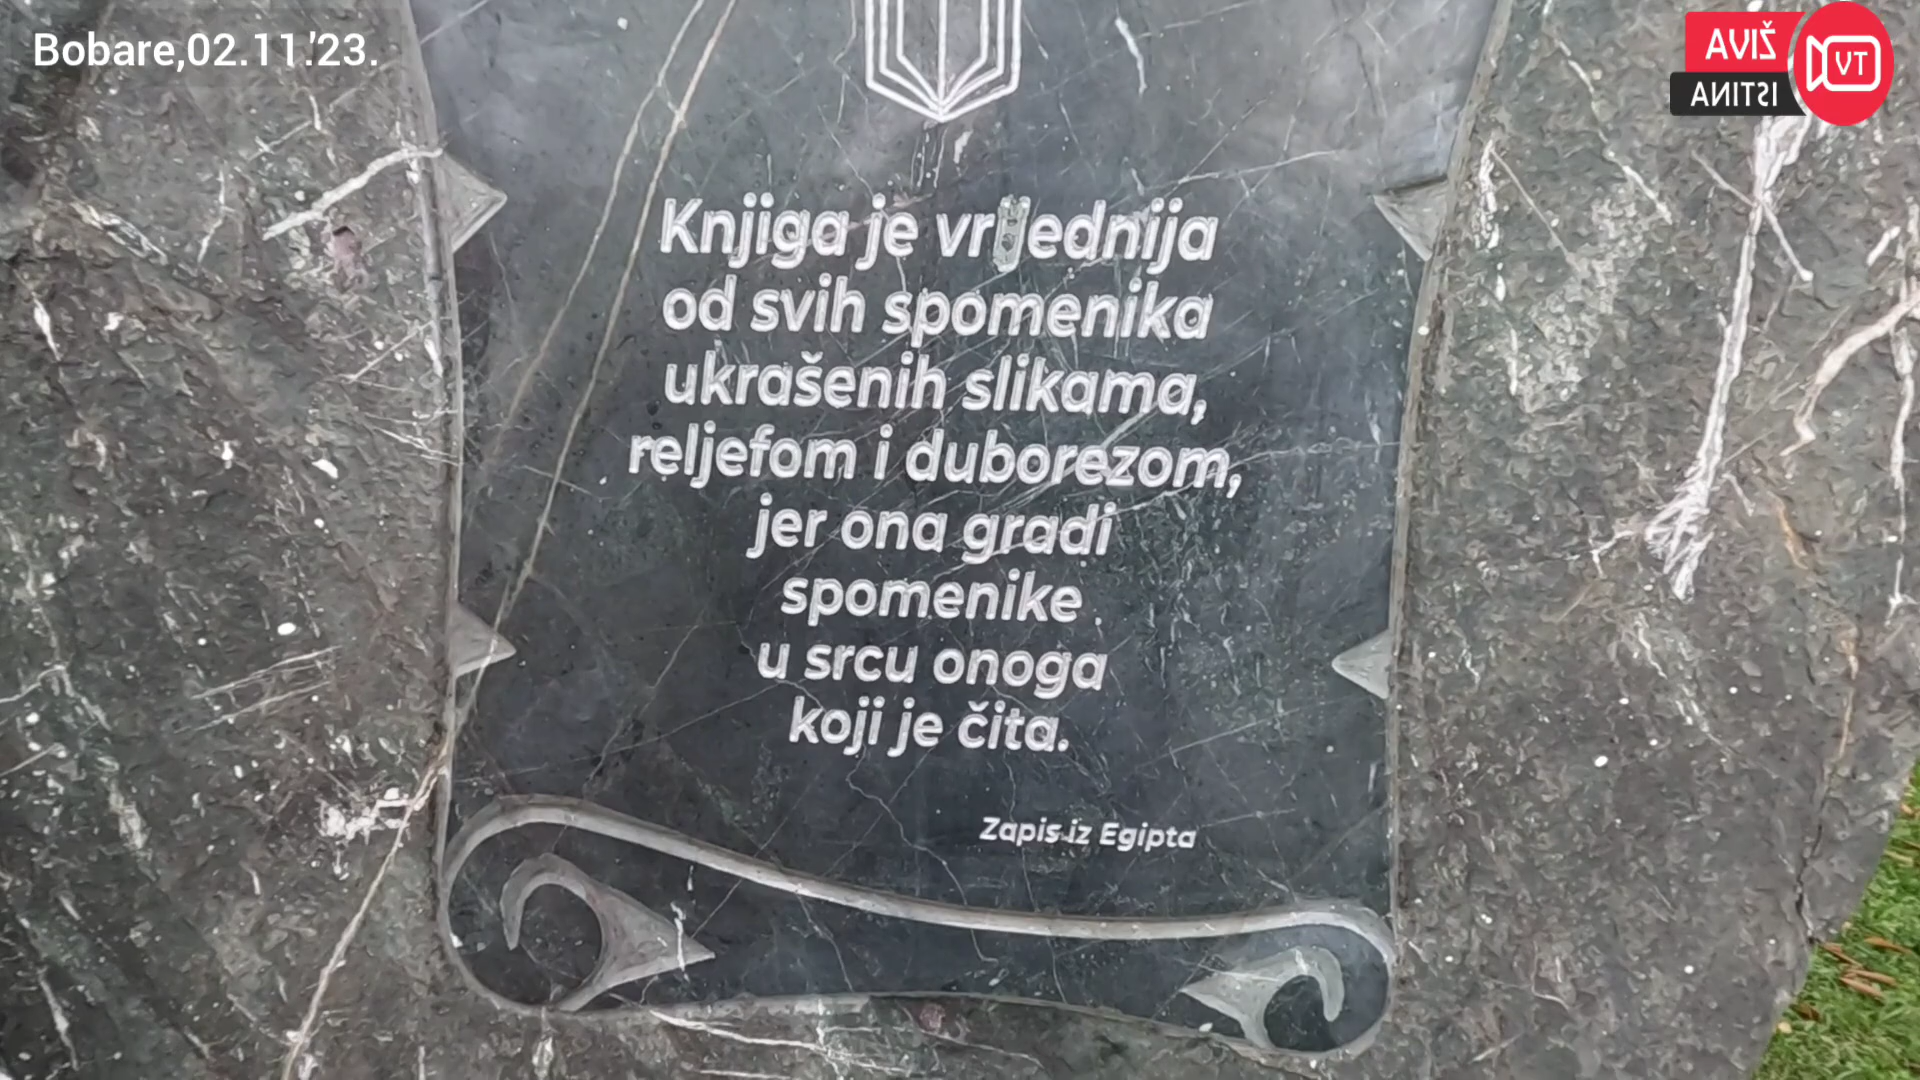 Bobare,02.11.'23.
ŽIVA
ISTINA
VT
Knjiga je vrijednija
od svih spomenika
ukrašenih slikama,
reljefom i duborezom,
jer ona gradi
spomenike
u srcu onoga
koji je čita.
Zapis iz Egipta